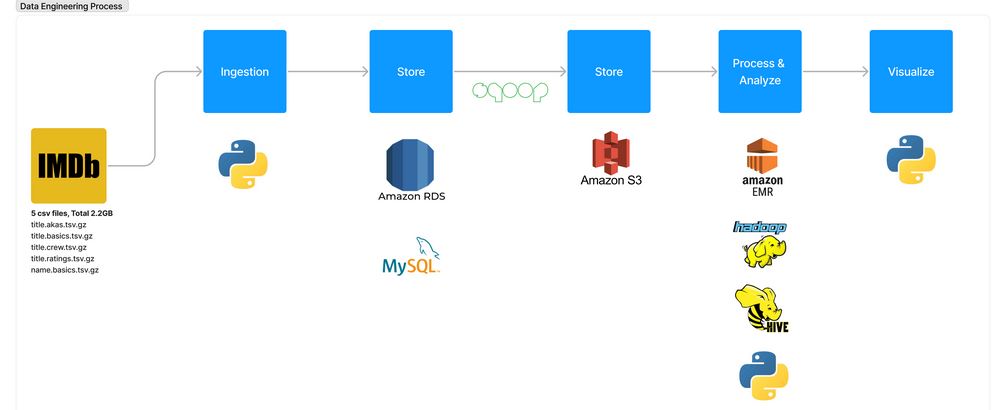 Data Engineering Process
IMDb
5 csv files, Total 2.2GB
title.akas.tsv.gz
title.basics.tsv.gz
title.crew.tsv.gz
title.ratings.tsv.gz
name.basics.tsv.gz
Ingestion
Store
Amazon RDS
MySQL
sqoop
Store
Amazon S3
Process &
Analyze
amazon
EMR
hadoop
HIVE
Visualize